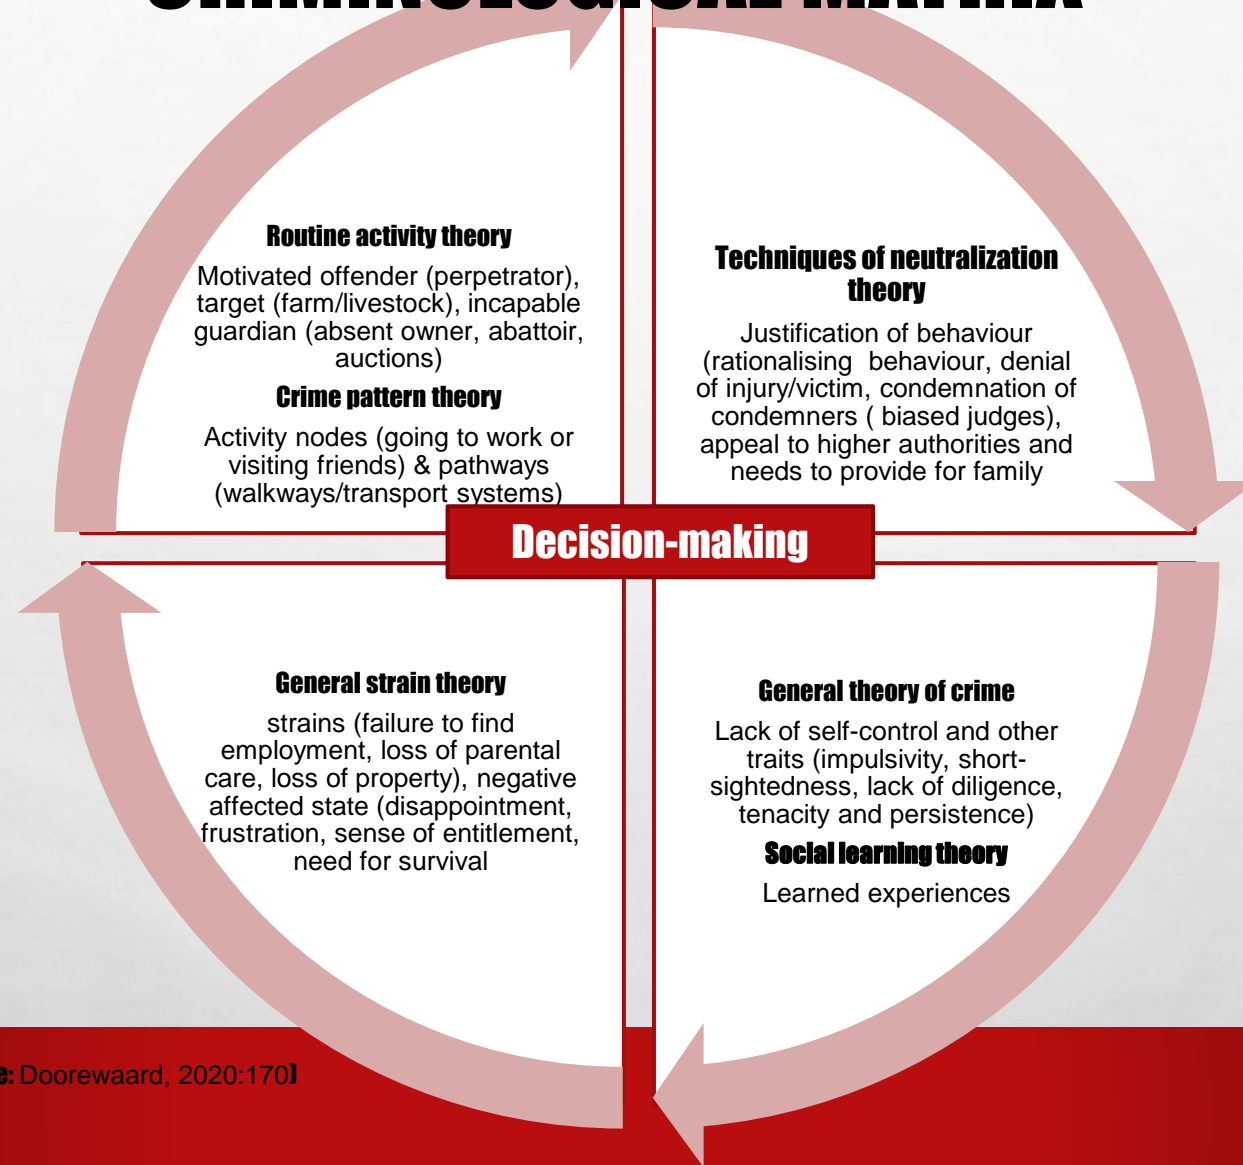 CRIMINOLOGICAL MATRIX
Routine activity theory
Motivated offender (perpetrator),
target (farm/livestock), incapable
guardian (absent owner, abattoir,
auctions)
Crime pattern theory
Activity nodes (going to work or
visiting friends) & pathways
(walkways/transport systems)
Techniques of neutralization
theory
Justification of behaviour
(rationalising  behaviour, denial
of injury/victim, condemnation of
condemners ( biased judges),
appeal to higher authorities and
needs to provide for family
Decision-making
General strain theory
strains (failure to find
employment, loss of parental
care, loss of property), negative
affected state (disappointment,
frustration, sense of entitlement,
need for survival
General theory of crime
Lack of self-control and other
traits (impulsivity, short-
sightedness, lack of diligence,
tenacity and persistence)
Social learning theory
Learned experiences
e: Doorewaard, 2020:170)